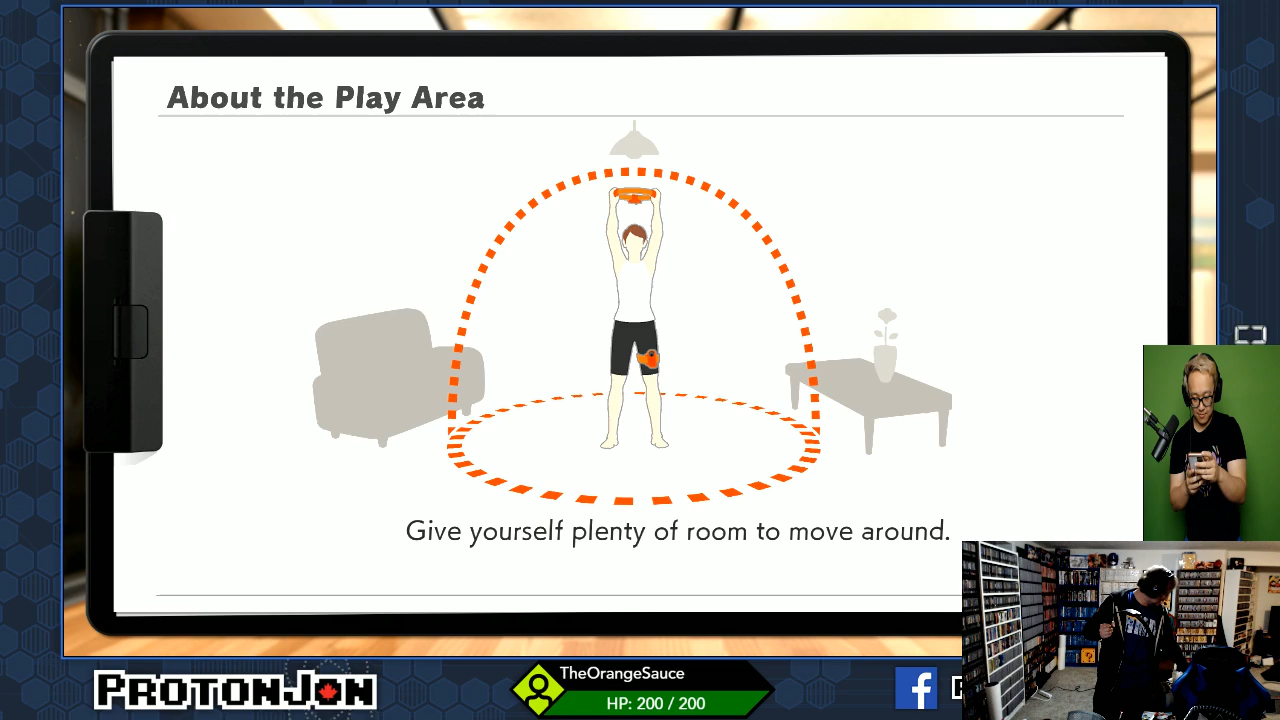 About the Play Area
Give yourself plenty of room to move around.
PROTONJON
TheOrangeSauce
HP: 200 / 200
f